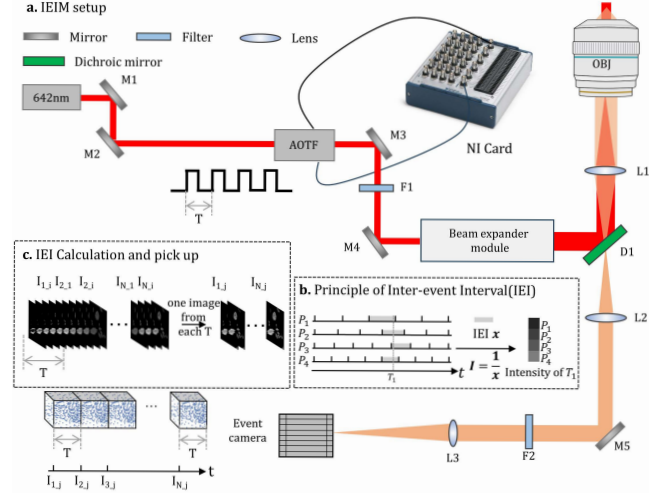 a. IEIM setup
Mirror
Filter
Lens
Dichroic mirror
OBJ
642nm
M1
M2
AOTF
M3
NI Card
T
F1
L1
M4
Beam expander
module
D1
c. IEI Calculation and pick up
I1_i I2_1 I2_i IN_1 IN_i
I1_j IN_j
one image
from
each T
T
b. Principle of Inter-event Interval(IEI)
P1
P2
P3
P4
T1
t
IEI x
I = 1/x
P1
P2
P3
P4
Intensity of T1
L2
...
T T
t
I1_j I2_j I3_j IN_j
Event
camera
L3
F2
M5